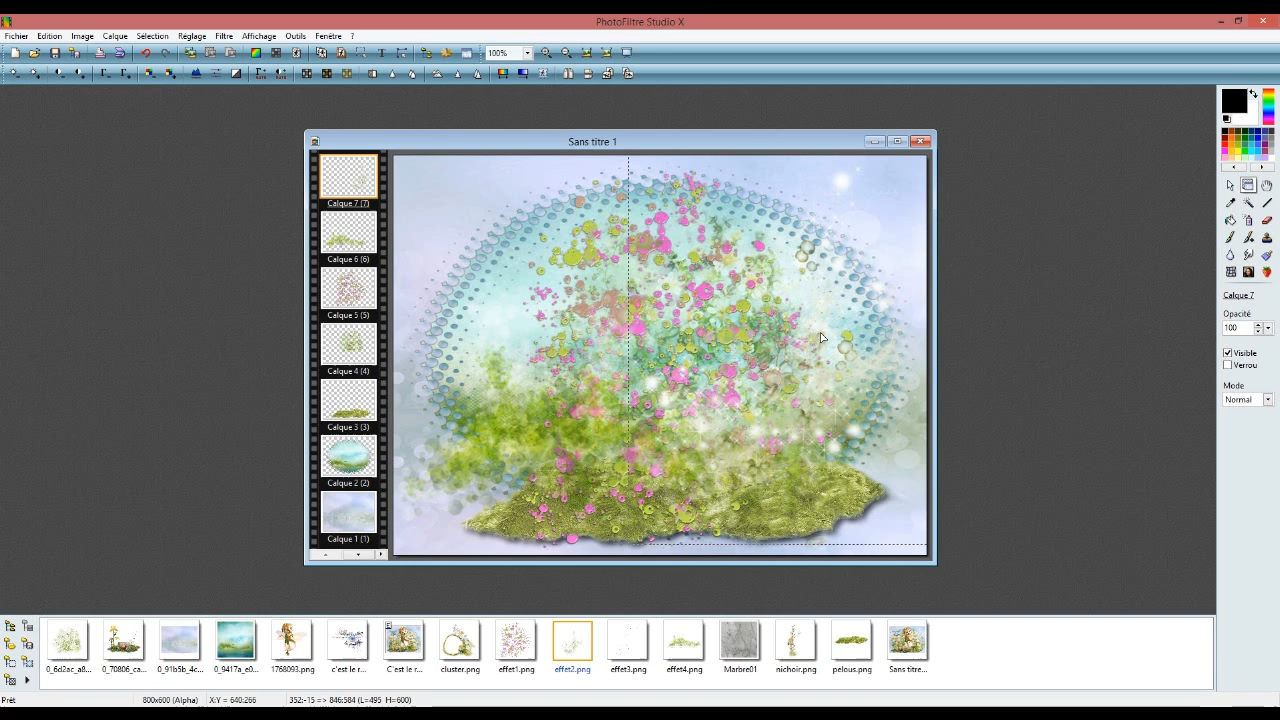 PhotoFiltre Studio X
Fichier Edition Image Calque Sélection Réglage Filtre Affichage Outils Fenêtre ?
100%
Sans titre 1
Calque 7 (7)
Calque 6 (6)
Calque 5 (5)
Calque 4 (4)
Calque 3 (3)
Calque 2 (2)
Calque 1 (1)
Calque 7
Opacité
100
Visible
Verrou
Mode
Normal
0_6d2ac_a8... 0_70806_ca... 0_91b5b_4c... 0_9417a_e0... 1768093.png c'est le r... C'est le r... cluster.png effet1.png effet2.png effet3.png effet4.png Marbre01 nichoir.png pelous.png Sans titre...
Prêt 800x600 (Alpha) X:Y = 640:266 352:-15 => 846:584 (L=495 H=600)